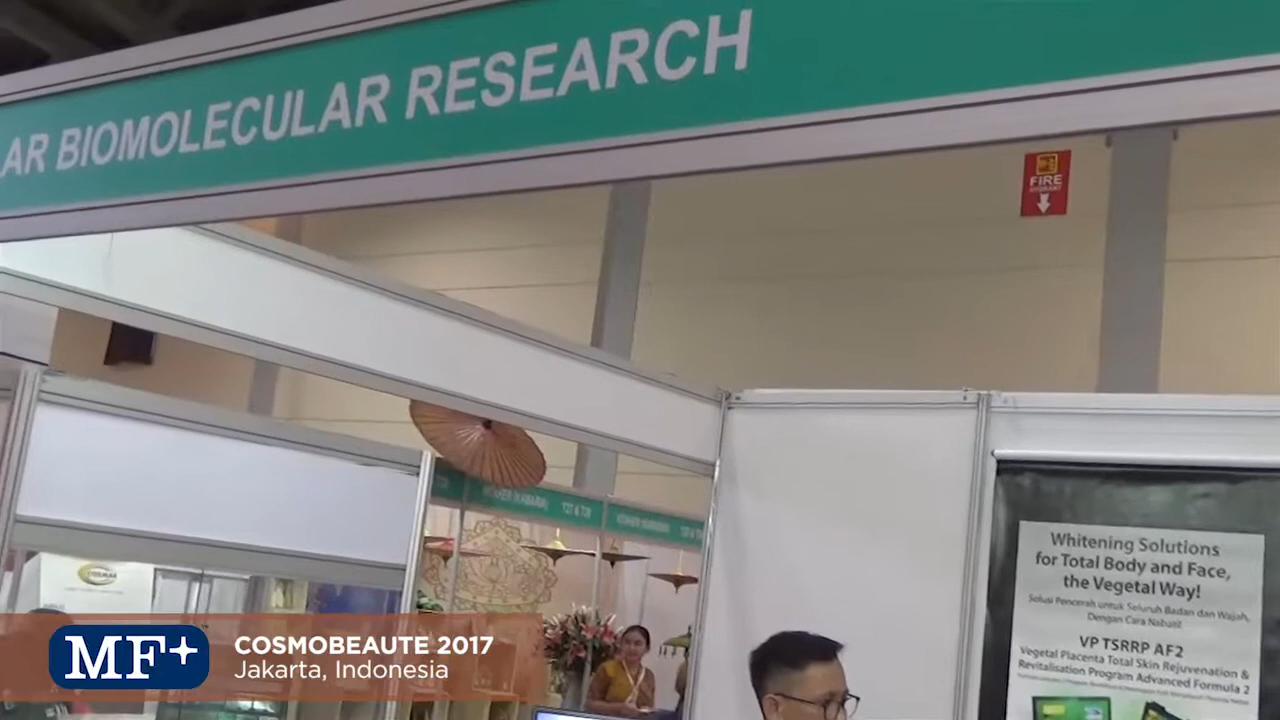 LAR BIOMOLECULAR RESEARCH
FIRE
HYDRANT
Whitening Solutions
for Total Body and Face,
the Vegetal Way!
Solusi Pencerah untuk Seluruh Badan dan Wajah,
Dengan Cara Nabati!
VP TSRRP AF2
Vegetal Placenta Total Skin Rejuvenation &
Revitalisation Program Advanced Formula 2
MF+
COSMOBEAUTE 2017
Jakarta, Indonesia